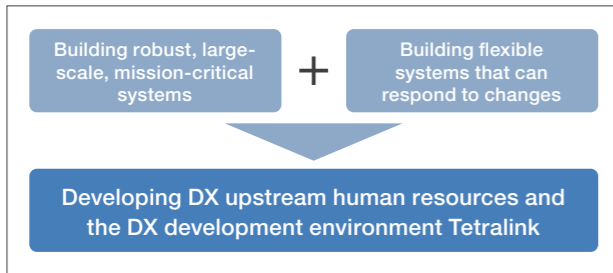 Building robust, large-
scale, mission-critical
systems
+
Building flexible
systems that can
respond to changes
Developing DX upstream human resources and
the DX development environment Tetralink